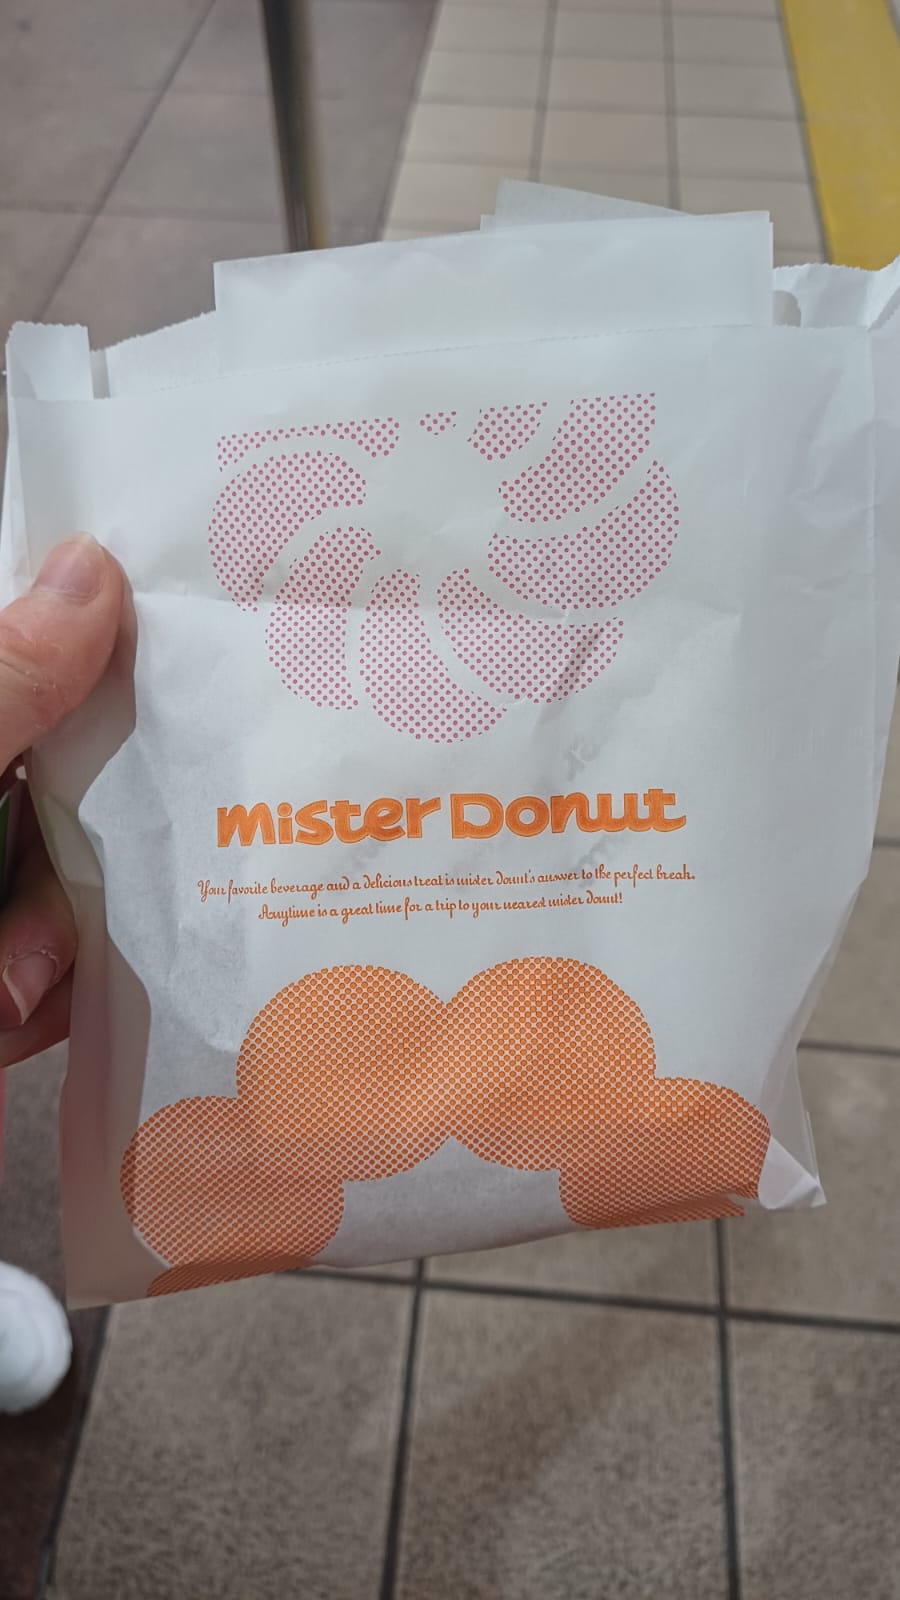 mister Donut
Your favorite beverage and a delicious treat is mister donut's answer to the perfect break.
Anytime is a great time for a trip to your nearest mister donut!